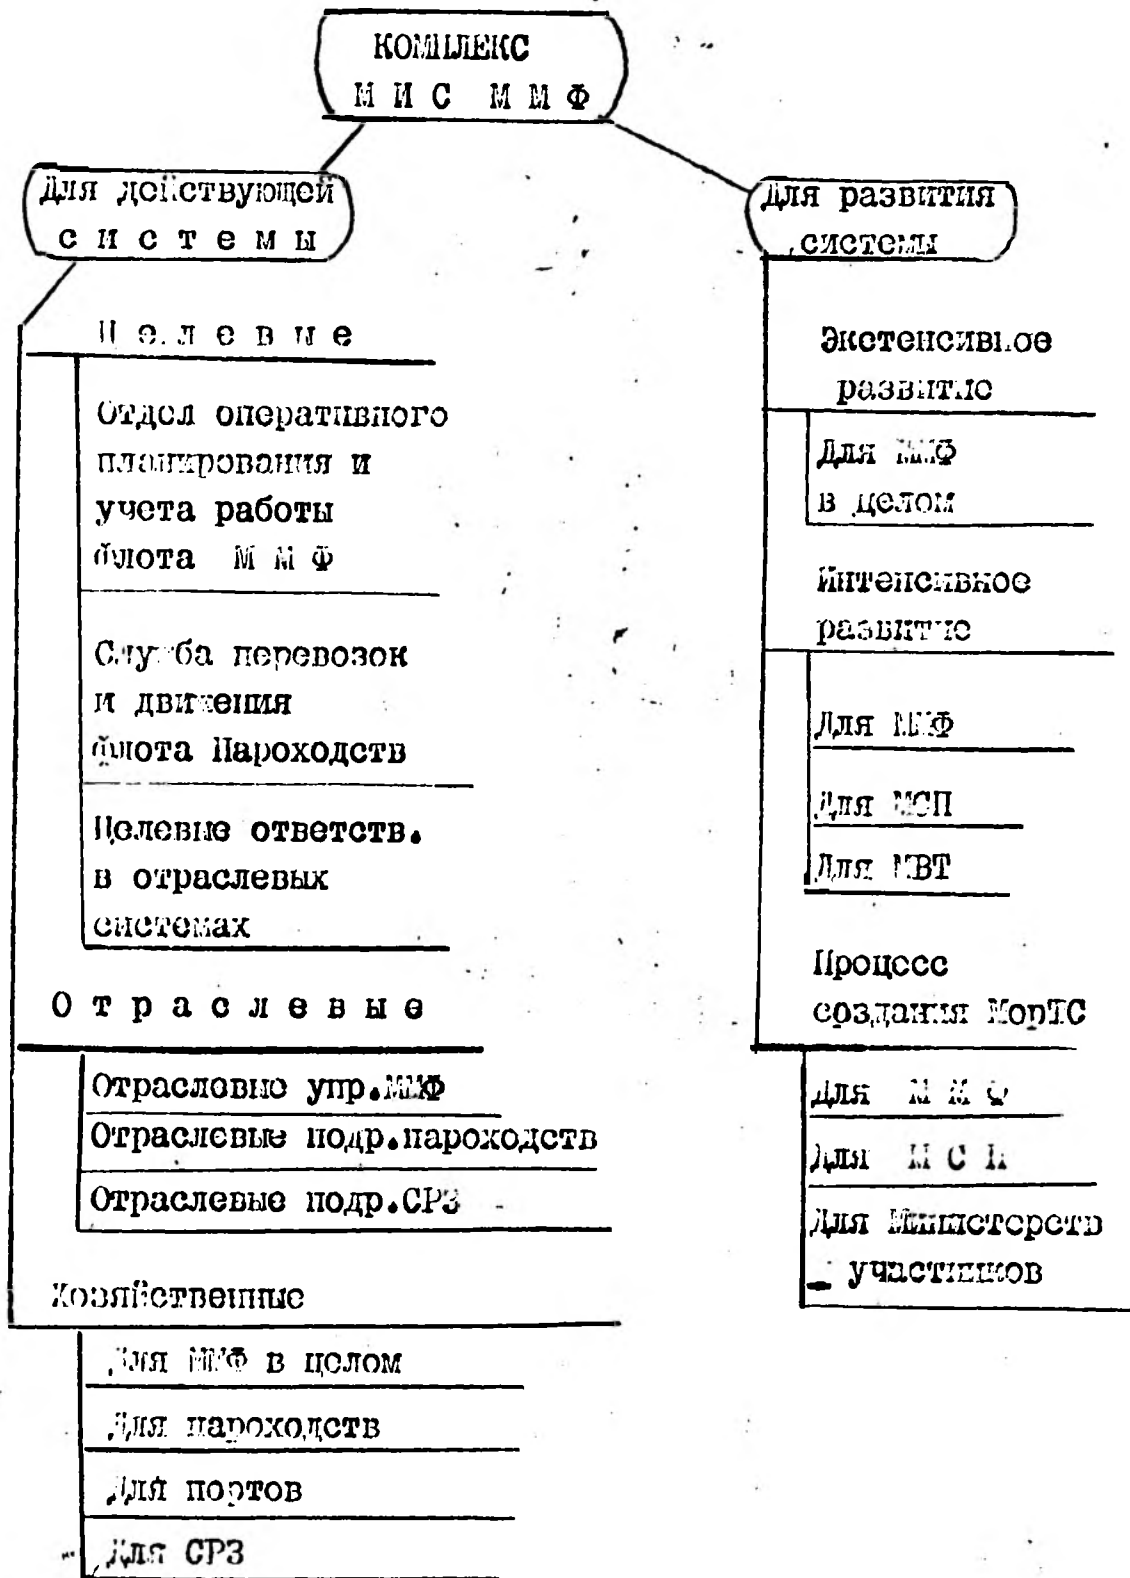 КОМПЛЕКС
М И С  М М Ф
Для действующей
с и с т е м ы
Ц е л е в ы е
Отдел оперативного
планирования и
учета работы
флота  М М Ф
Служба перевозок
и движения
флота Пароходств
Целевые ответств.
в отраслевых
системах
О т р а с л е в ы е
Отраслевые упр.ММФ
Отраслевые подр.пароходств
Отраслевые подр.СРЗ
Хозяйственные
Для ММФ в целом
Для пароходств
Для портов
Для СРЗ
Для развития
системы
Экстенсивное
развитие
Для ММФ
в целом
Интенсивное
развитие
Для ММФ
Для МСП
Для МВТ
Процесс
создания МорТС
Для  М М Ф
Для  М С П
Для Министерств
участников